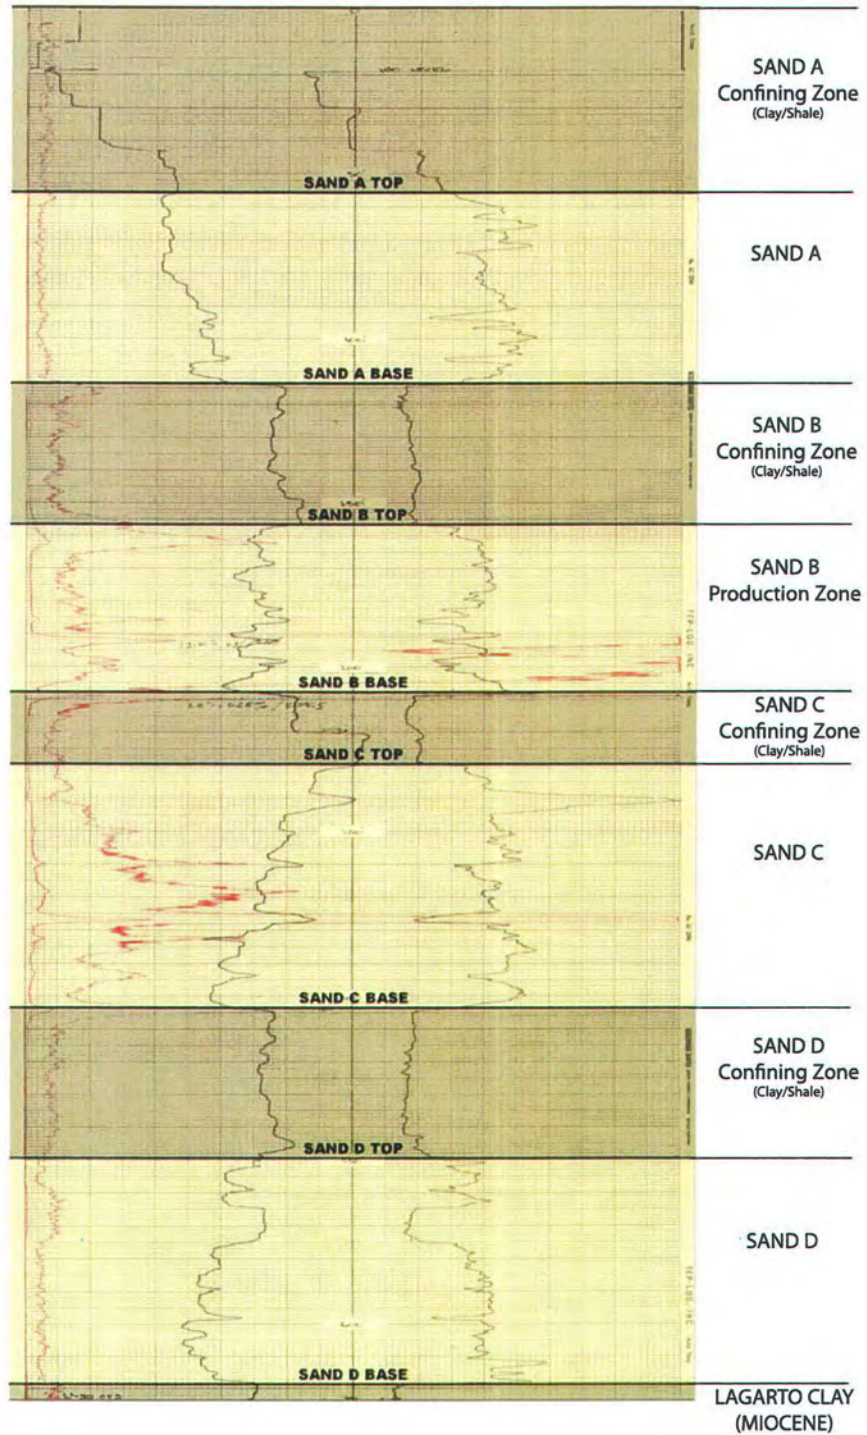 SAND A
Confining Zone
(Clay/Shale)
SAND A TOP
SAND A
SAND A BASE
SAND B
Confining Zone
(Clay/Shale)
SAND B TOP
SAND B
Production Zone
SAND B BASE
SAND C
Confining Zone
(Clay/Shale)
SAND C TOP
SAND C
SAND C BASE
SAND D
Confining Zone
(Clay/Shale)
SAND D TOP
SAND D
SAND D BASE
LAGARTO CLAY
(MIOCENE)